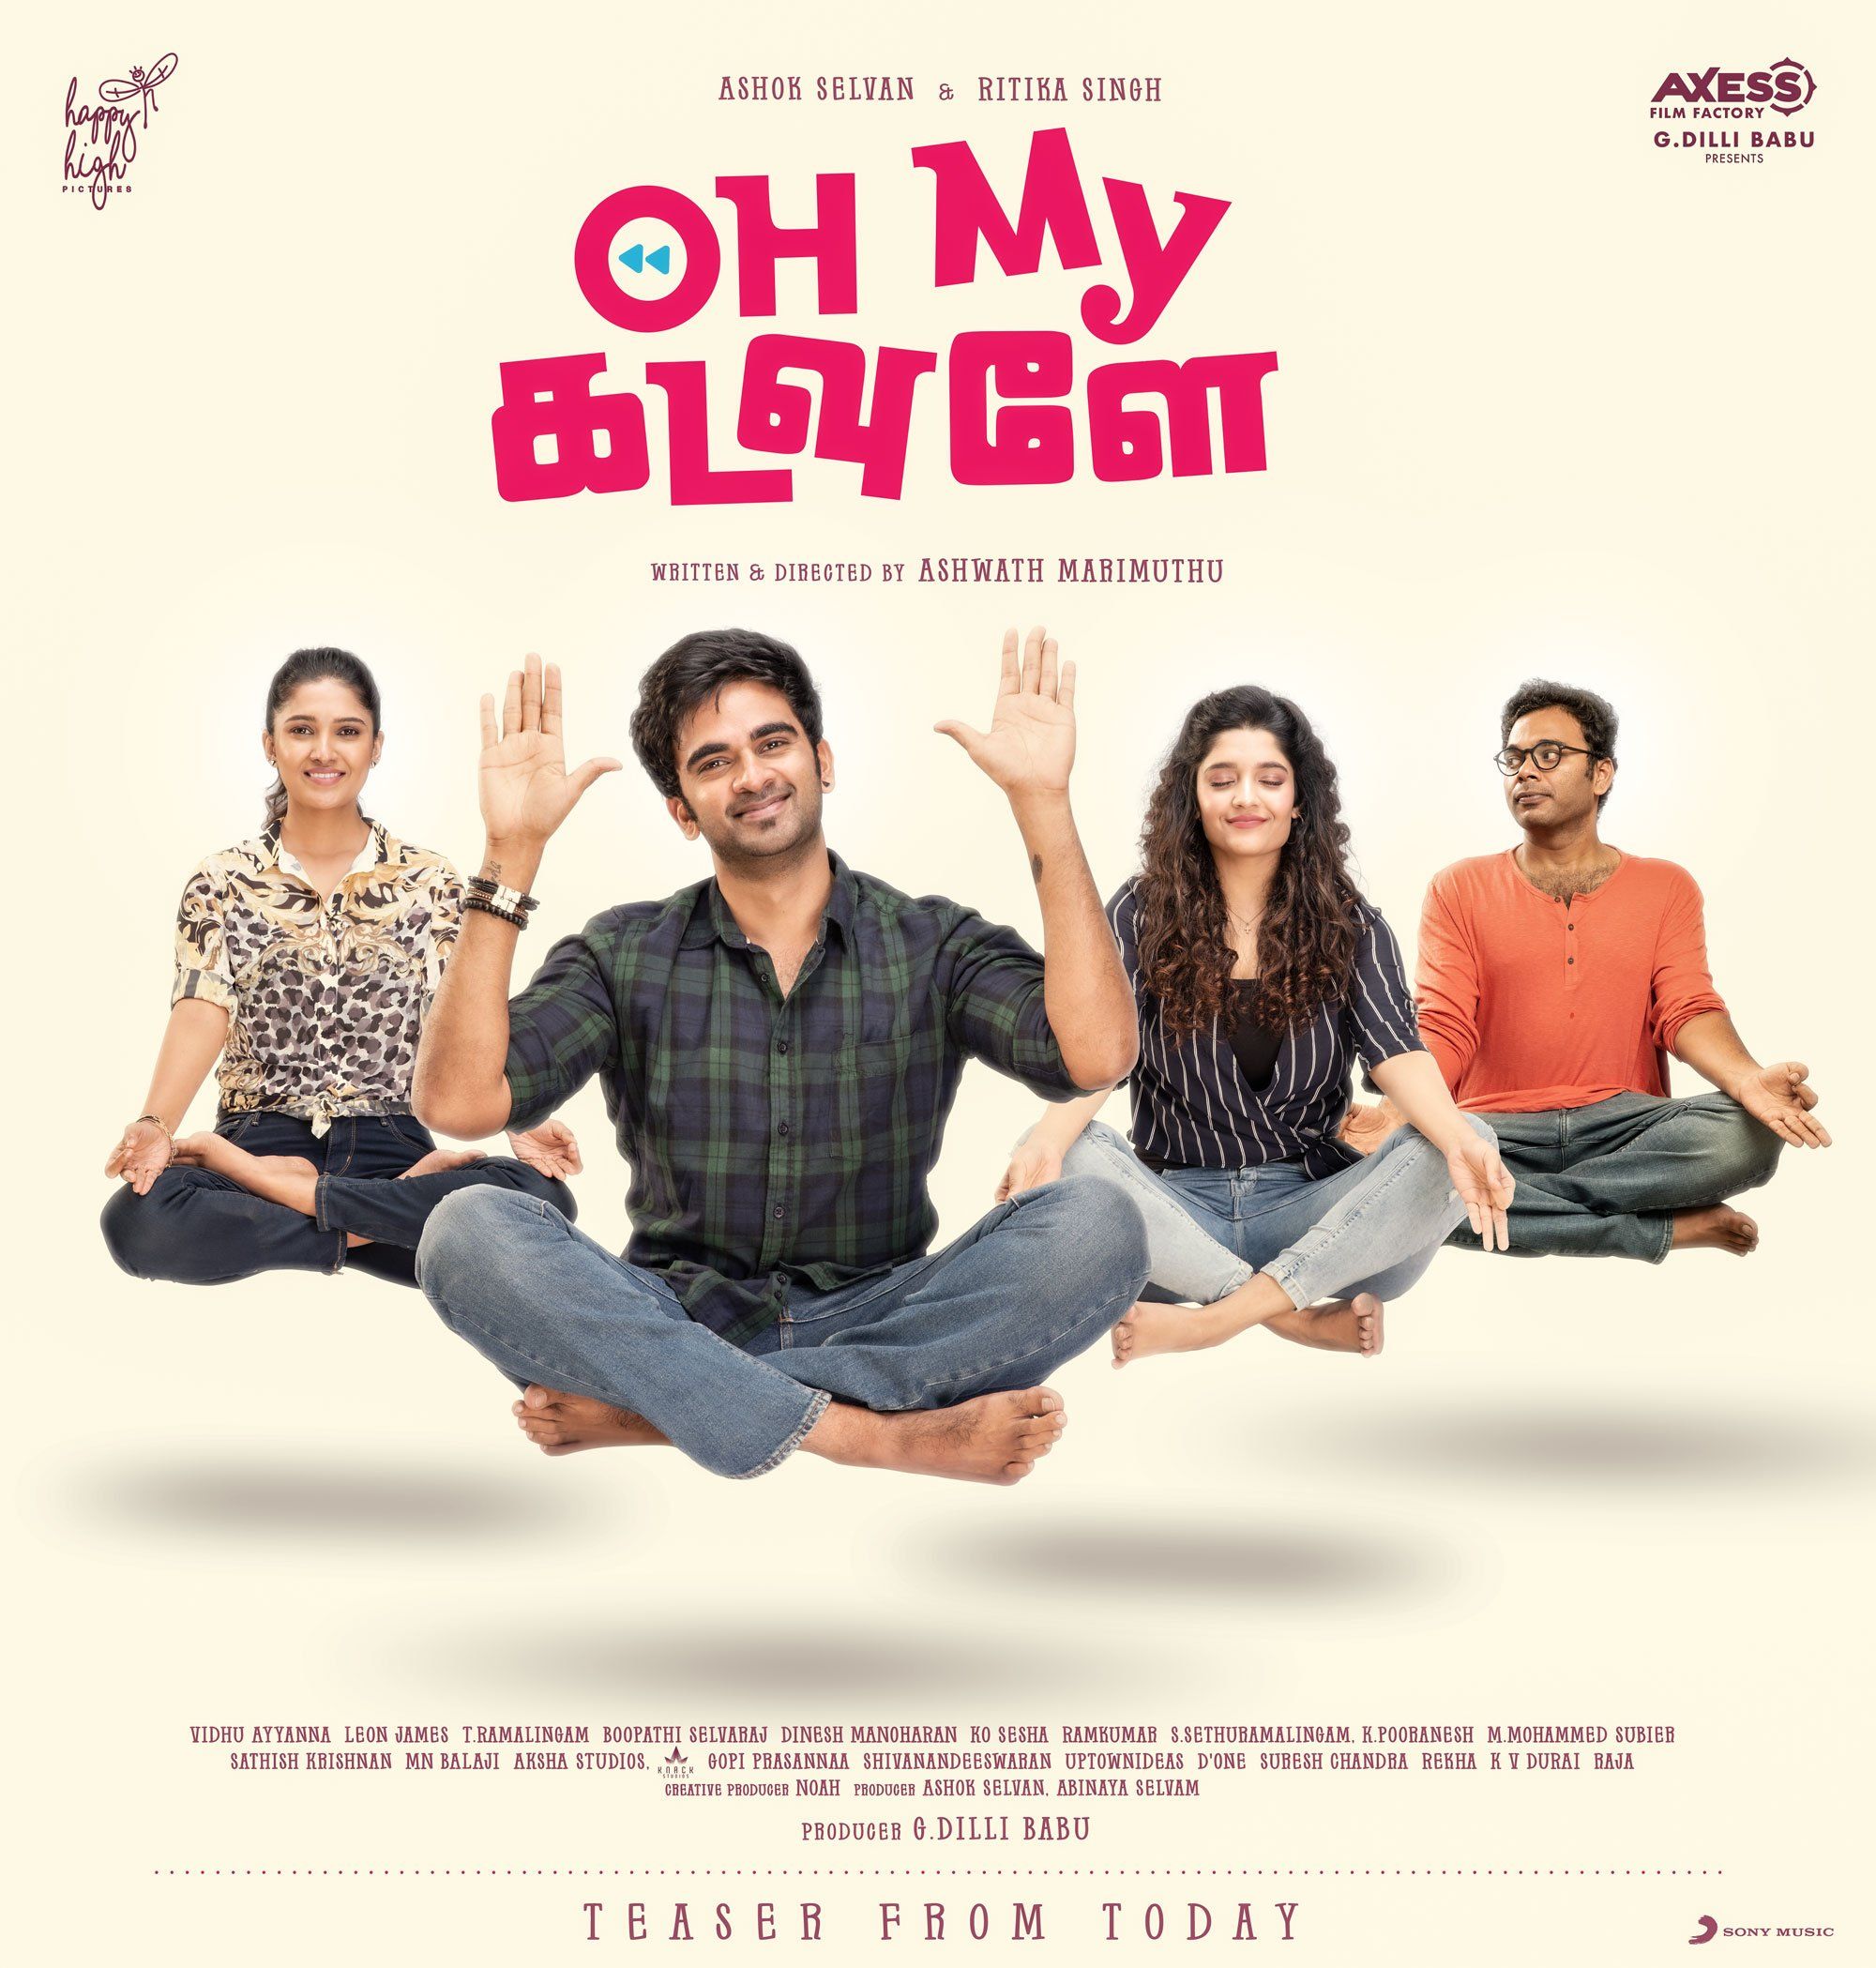 happy
high
PICTURES
AXESS
FILM FACTORY
G.DILLI BABU
PRESENTS
ASHOK SELVAN & RITIKA SINGH
OH My
கடவுளே
WRITTEN & DIRECTED BY ASHWATH MARIMUTHU
VIDHU AYYANNA LEON JAMES T.RAMALINGAM BOOPATHI SELVARAJ DINESH MANOHARAN KO SESHA RAMKUMAR S.SETHURAMALINGAM, K.POORANESH M.MOHAMMED SUBIER
SATHISH KRISHNAN MN BALAJI AKSHA STUDIOS, KNACK STUDIOS GOPI PRASANNAA SHIVANANDEESWARAN UPTOWNIDEAS D'ONE SURESH CHANDRA REKHA K V DURAI RAJA
CREATIVE PRODUCER NOAH PRODUCER ASHOK SELVAN, ABINAYA SELVAM
PRODUCER G.DILLI BABU
TEASER FROM TODAY
SONY MUSIC